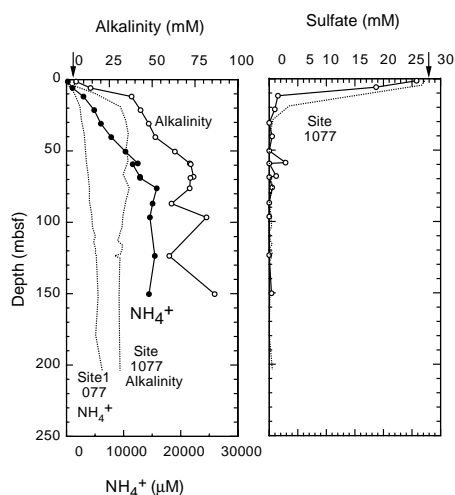 Alkalinity (mM)
Sulfate (mM)
0 25 50 75 100
0 5 10 15 20 25 30
0
50
100
150
200
250
Depth (mbsf)
Alkalinity
Site
1077
NH4+
Site
1077
Alkalinity
Site1
077
NH4+
0 10000 20000 30000
NH4+ (μM)